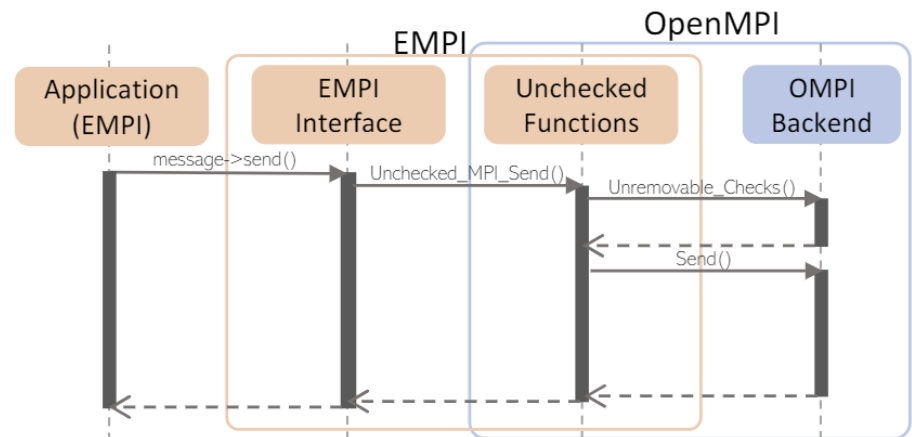 EMPI
OpenMPI
Application
(EMPI)
EMPI
Interface
Unchecked
Functions
OMPI
Backend
message->send()
Unchecked_MPI_Send()
Unremovable_Checks()
Send()